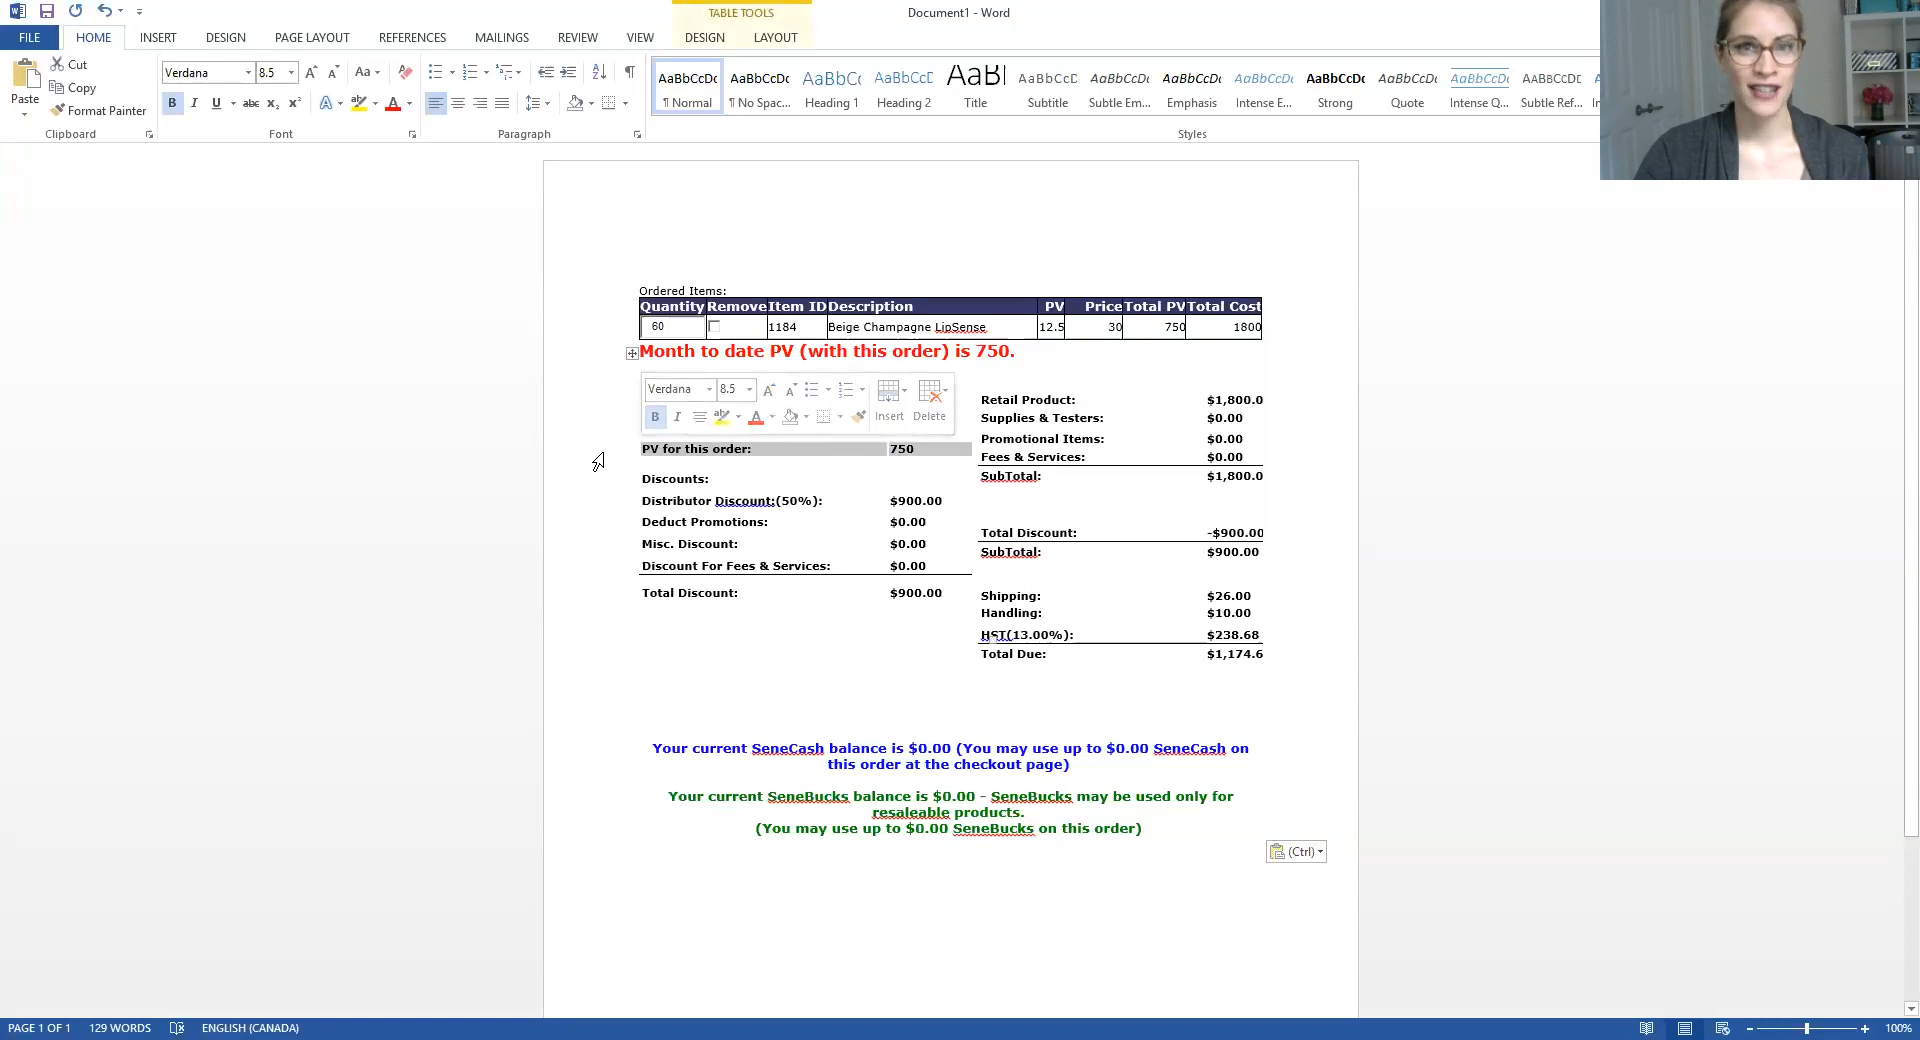 TABLE TOOLS
Document1 - Word
FILE HOME INSERT DESIGN PAGE LAYOUT REFERENCES MAILINGS REVIEW VIEW DESIGN LAYOUT
Paste
Cut
Copy
Format Painter
Clipboard
Verdana 8.5
Font
Paragraph
AaBbCcDc AaBbCcDc AaBbCc AaBbCcD AaBl AaBbCcD AaBbCcDc AaBbCcDc AaBbCcDc AaBbCcDc AaBbCcDc AaBbCcDc AaBbCcDc
¶ Normal ¶ No Spac... Heading 1 Heading 2 Title Subtitle Subtle Em... Emphasis Intense E... Strong Quote Intense Q... Subtle Ref...
Styles
Ordered Items:
Quantity Remove Item ID Description PV Price Total PV Total Cost
60 1184 Beige Champagne LipSense 12.5 30 750 1800
Month to date PV (with this order) is 750.
Verdana 8.5
B I Insert Delete
PV for this order: 750
Discounts:
Distributor Discount:(50%): $900.00
Deduct Promotions: $0.00
Misc. Discount: $0.00
Discount For Fees & Services: $0.00
Total Discount: $900.00
Retail Product: $1,800.0
Supplies & Testers: $0.00
Promotional Items: $0.00
Fees & Services: $0.00
SubTotal: $1,800.0
Total Discount: -$900.00
SubTotal: $900.00
Shipping: $26.00
Handling: $10.00
HST(13.00%): $238.68
Total Due: $1,174.6
Your current SeneCash balance is $0.00 (You may use up to $0.00 SeneCash on
this order at the checkout page)
Your current SeneBucks balance is $0.00 - SeneBucks may be used only for
resaleable products.
(You may use up to $0.00 SeneBucks on this order)
(Ctrl)
PAGE 1 OF 1 129 WORDS ENGLISH (CANADA) 100%